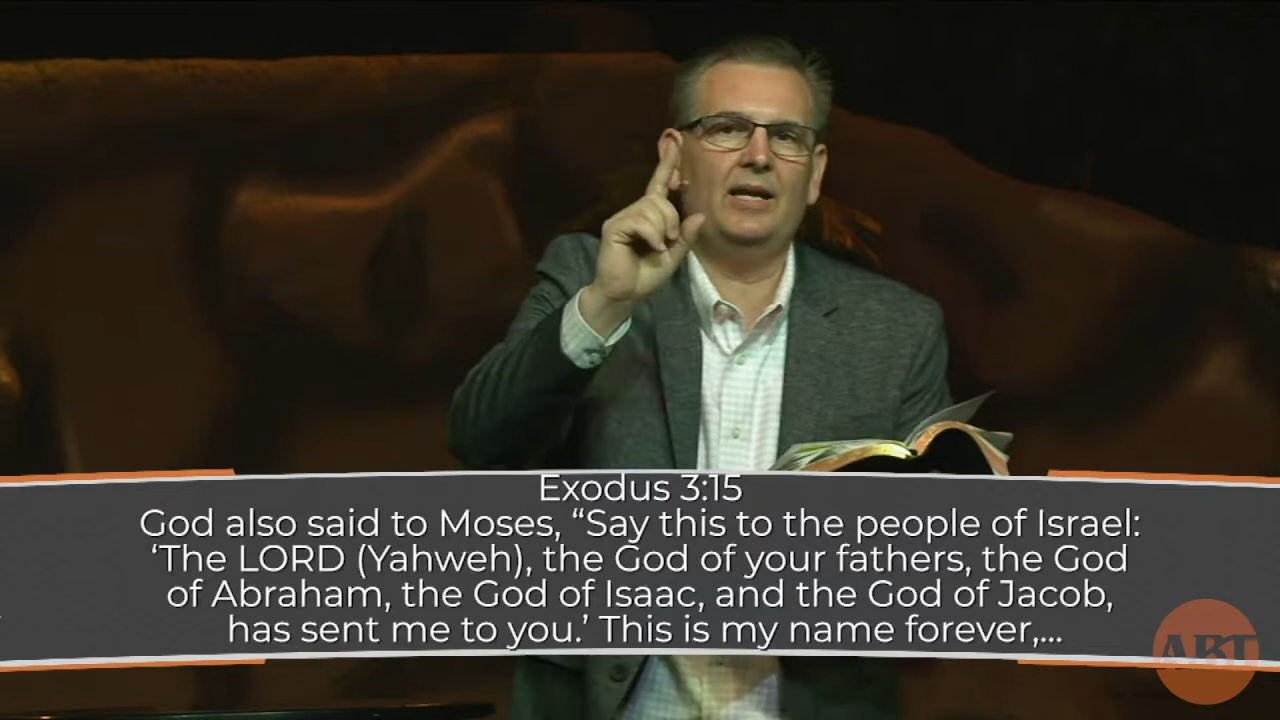 Exodus 3:15
God also said to Moses, “Say this to the people of Israel:
‘The LORD (Yahweh), the God of your fathers, the God
of Abraham, the God of Isaac, and the God of Jacob,
has sent me to you.’ This is my name forever,...
ART